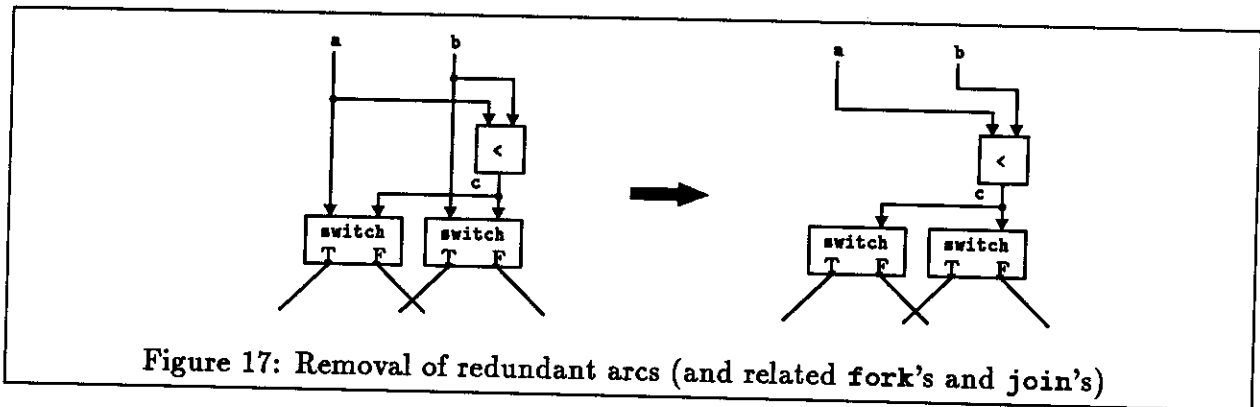 a b a b
<
<
c
c
switch switch switch switch
T F T F T F T F
Figure 17: Removal of redundant arcs (and related fork's and join's)